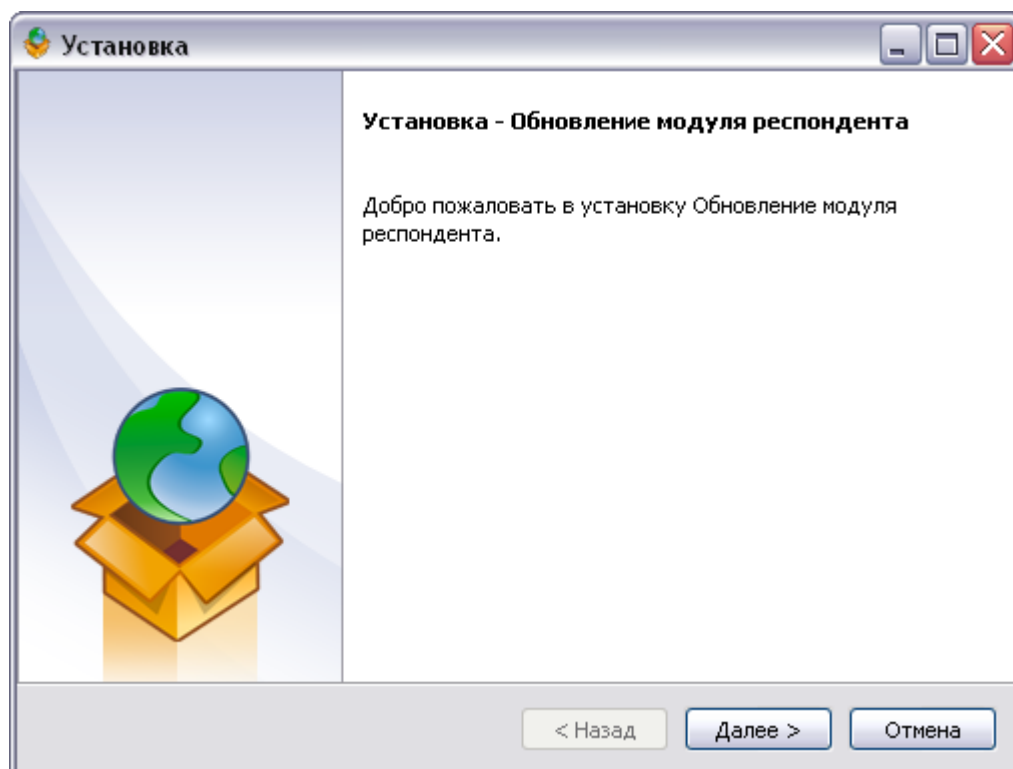 Установка
Установка - Обновление модуля респондента
Добро пожаловать в установку Обновление модуля
респондента.
< Назад
Далее >
Отмена